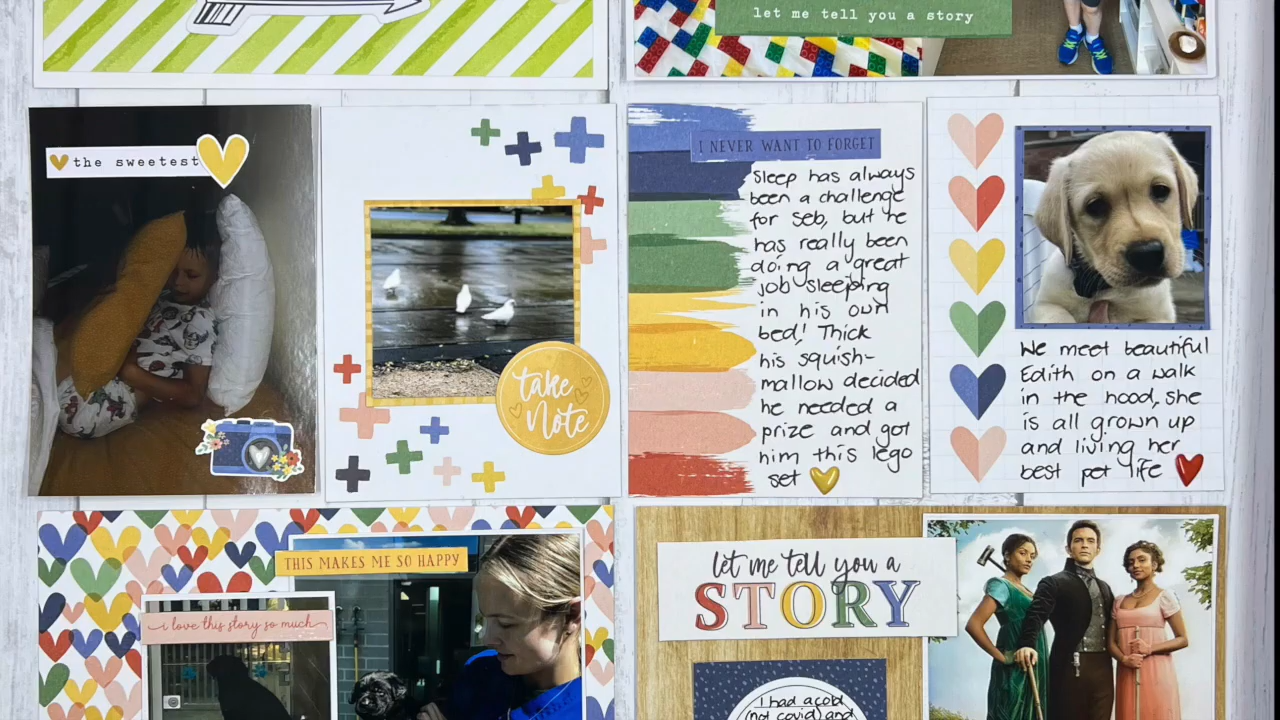 let me tell you a story
the sweetest
take
note
I NEVER WANT TO FORGET
Sleep has always
been a challenge
for Seb, but he
has really been
doing a great
job sleeping
in his own
bed! Thick
his squish-
mallow decided
he needed a
prize and got
him this lego
set
We meet beautiful
Edith on a walk
in the hood, she
is all grown up
and living her
best pet life
THIS MAKES ME SO HAPPY
i love this story so much
let me tell you a
STORY
I had a cold
(not covid) and